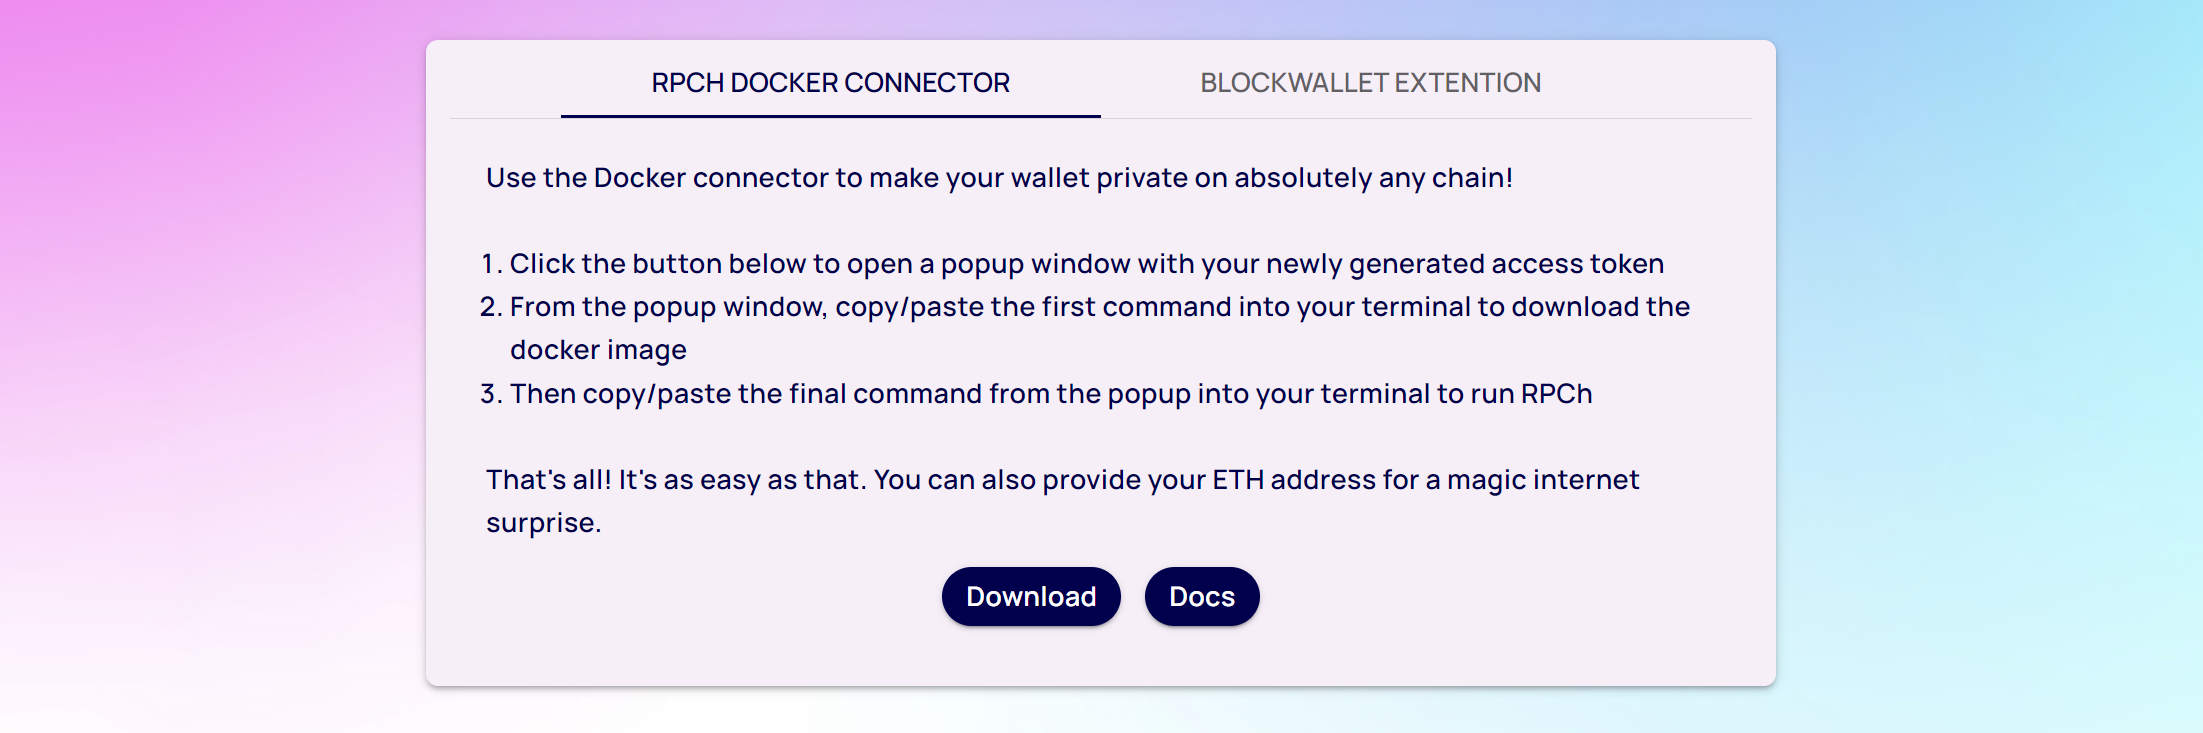 RPCH DOCKER CONNECTOR
BLOCKWALLET EXTENTION
Use the Docker connector to make your wallet private on absolutely any chain!
1. Click the button below to open a popup window with your newly generated access token
2. From the popup window, copy/paste the first command into your terminal to download the
docker image
3. Then copy/paste the final command from the popup into your terminal to run RPCh
That's all! It's as easy as that. You can also provide your ETH address for a magic internet
surprise.
Download
Docs